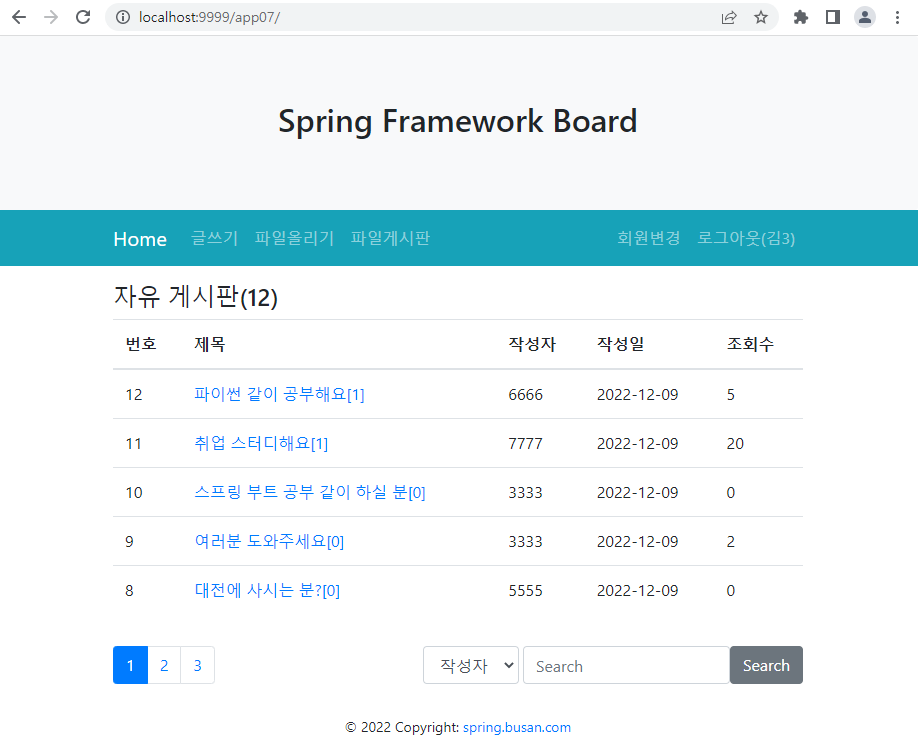 localhost:9999/app07/
Spring Framework Board
Home 글쓰기 파일올리기 파일게시판 회원변경 로그아웃(김3)
자유 게시판(12)
번호 제목 작성자 작성일 조회수
12 파이썬 같이 공부해요[1] 6666 2022-12-09 5
11 취업 스터디해요[1] 7777 2022-12-09 20
10 스프링 부트 공부 같이 하실 분[0] 3333 2022-12-09 0
9 여러분 도와주세요[0] 3333 2022-12-09 2
8 대전에 사시는 분?[0] 5555 2022-12-09 0
1 2 3 작성자 Search Search
© 2022 Copyright: spring.busan.com